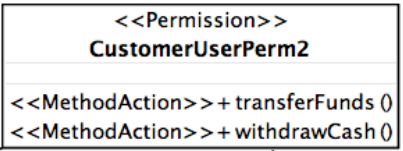 <<Permission>>
CustomerUserPerm2
<<MethodAction>>+ transferFunds ()
<<MethodAction>>+ withdrawCash ()